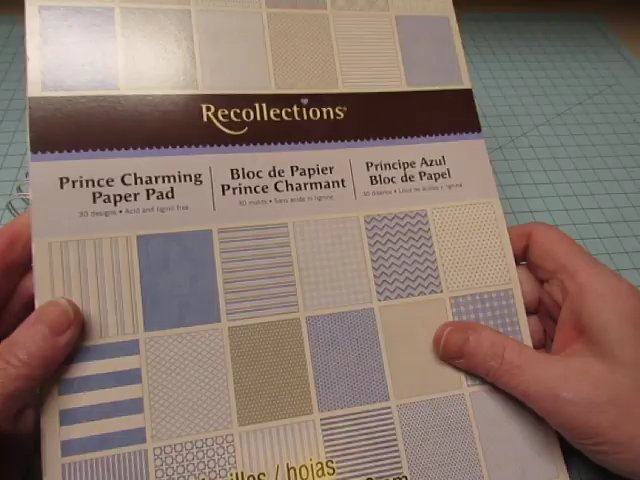 Recollections®
Prince Charming
Paper Pad
30 designs • Acid and lignin free
Bloc de Papier
Prince Charmant
30 motifs • Sans acide ni lignine
Príncipe Azul
Bloc de Papel
30 diseños • Libre de ácidos y lignina
/ hojas